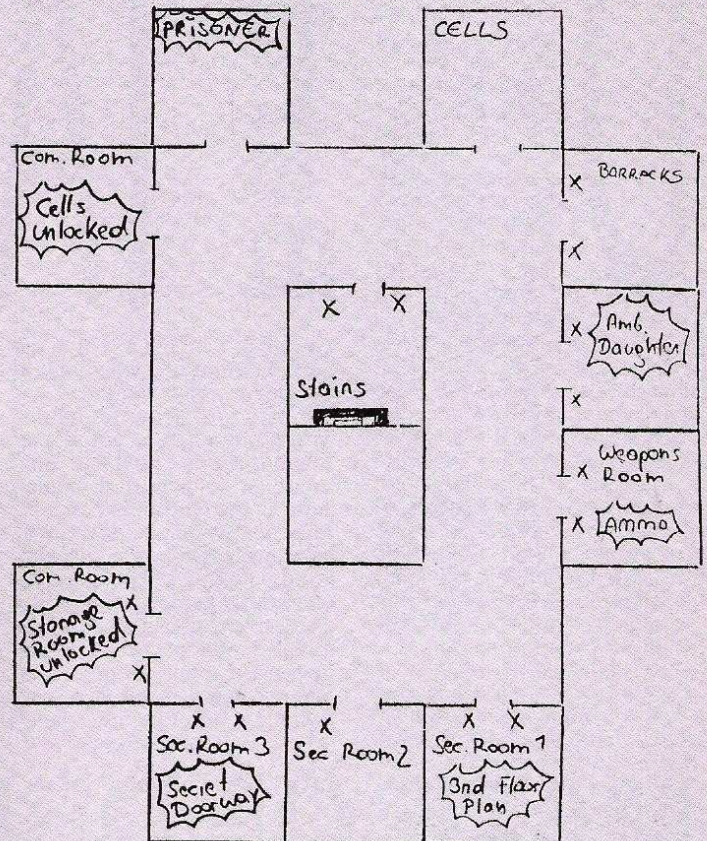 PRISONER
CELLS
Com. Room
Cells
unlocked
X
BARRACKS
X
X
X
X
Amb.
Daughter
X
Stairs
Weapons
Room
X
X
AMMO
Com. Room
X
Storage
Room
unlocked
X
X
X
X
X
X
Sec. Room 3
Sec Room 2
Sec. Room 1
Secret
Doorway
3nd Floor
Plan